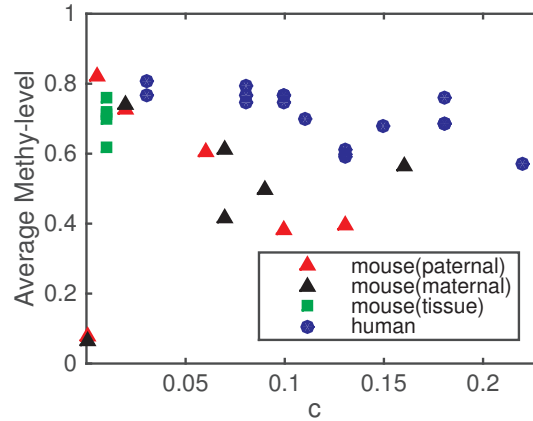 1
0.8
0.6
0.4
0.2
0
Average Methy-level
mouse(paternal)
mouse(maternal)
mouse(tissue)
human
0.05 0.1 0.15 0.2
c